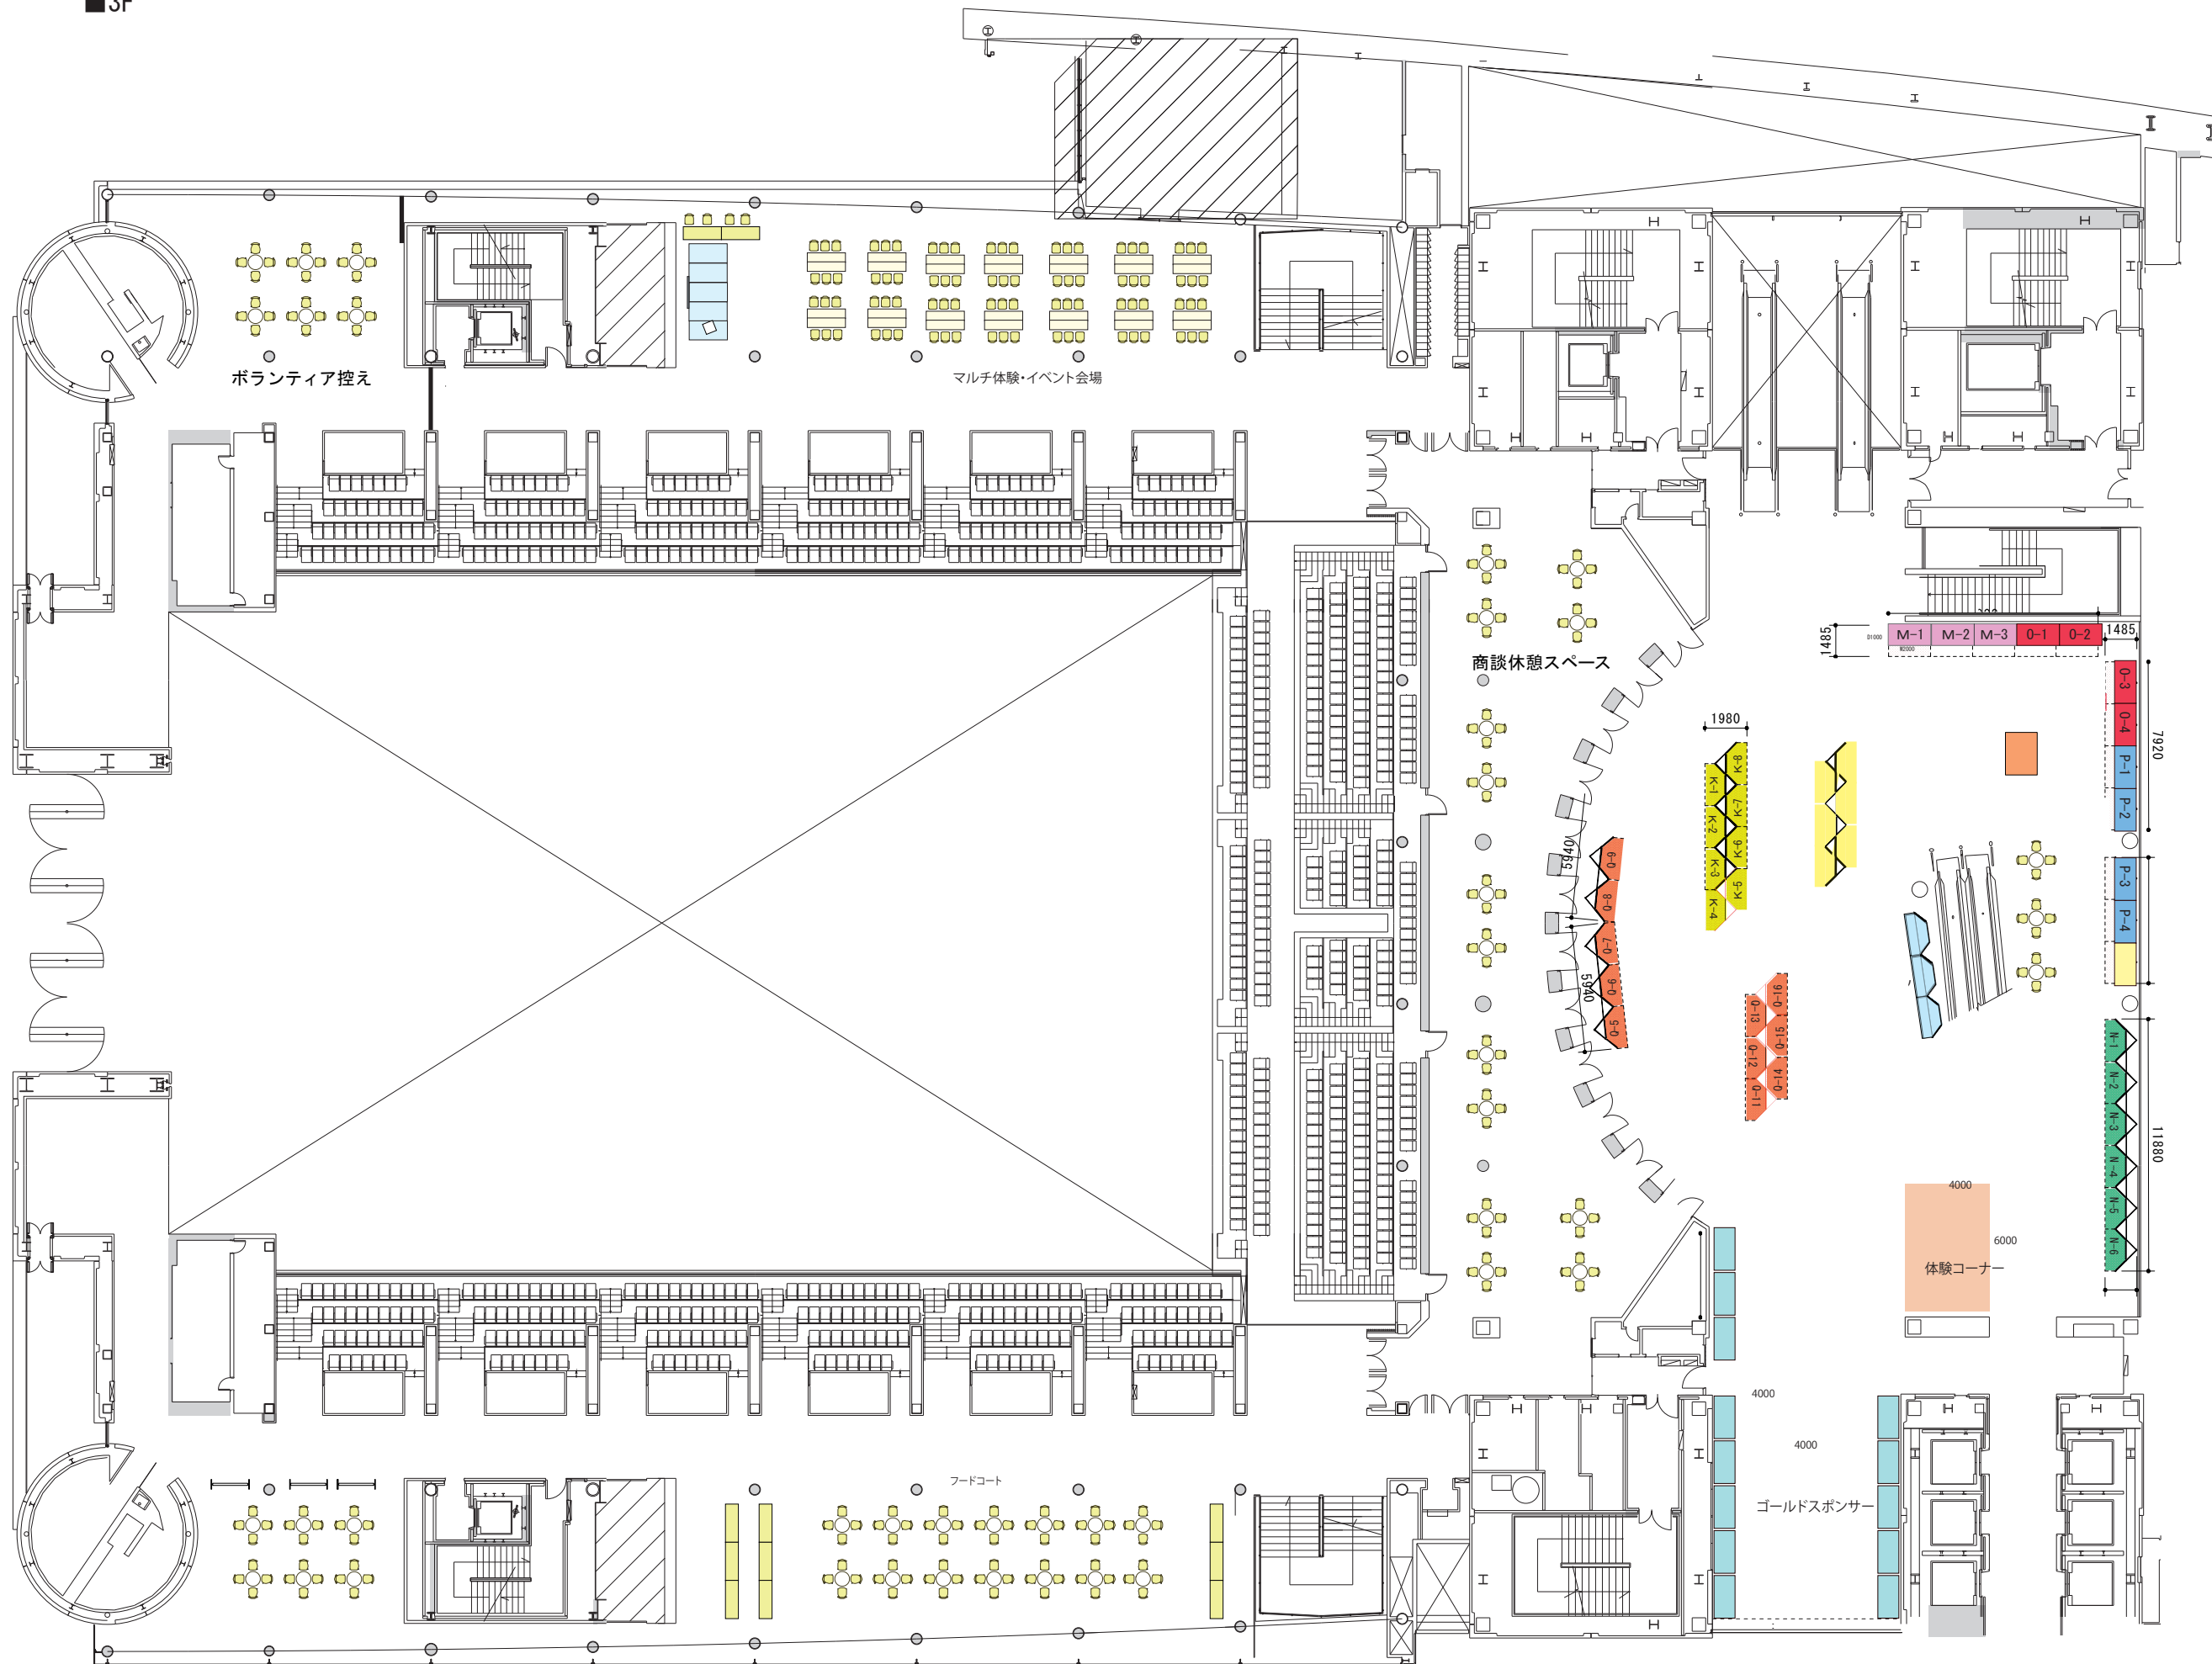 ■3F
ボランティア控え
マルチ体験・イベント会場
商談休憩スペース
1485
D1000
M-1
M-2
M-3
O-1
O-2
1485
B2000
O-3
O-4
P-1
P-2
7920
1980
K-8
K-7
K-6
K-5
K-1
K-2
K-3
K-4
5940
5940
Q-9
Q-8
Q-7
Q-6
Q-5
P-3
P-4
Q-16
Q-15
Q-14
Q-13
Q-12
Q-11
N-1
N-2
N-3
N-4
N-5
N-6
11880
4000
6000
体験コーナー
4000
4000
ゴールドスポンサー
フードコート